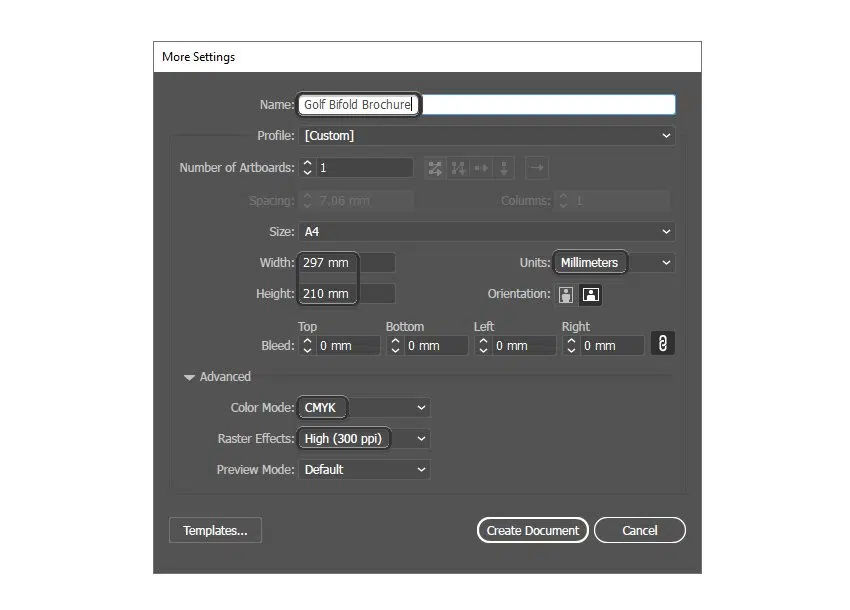 More Settings
Name: Golf Bifold Brochure
Profile: [Custom]
Number of Artboards: 1
Spacing: 7.06 mm Columns: 1
Size: A4
Width: 297 mm Units: Millimeters
Height: 210 mm Orientation:
Top Bottom Left Right
Bleed: 0 mm 0 mm 0 mm 0 mm
Advanced
Color Mode: CMYK
Raster Effects: High (300 ppi)
Preview Mode: Default
Templates... Create Document Cancel